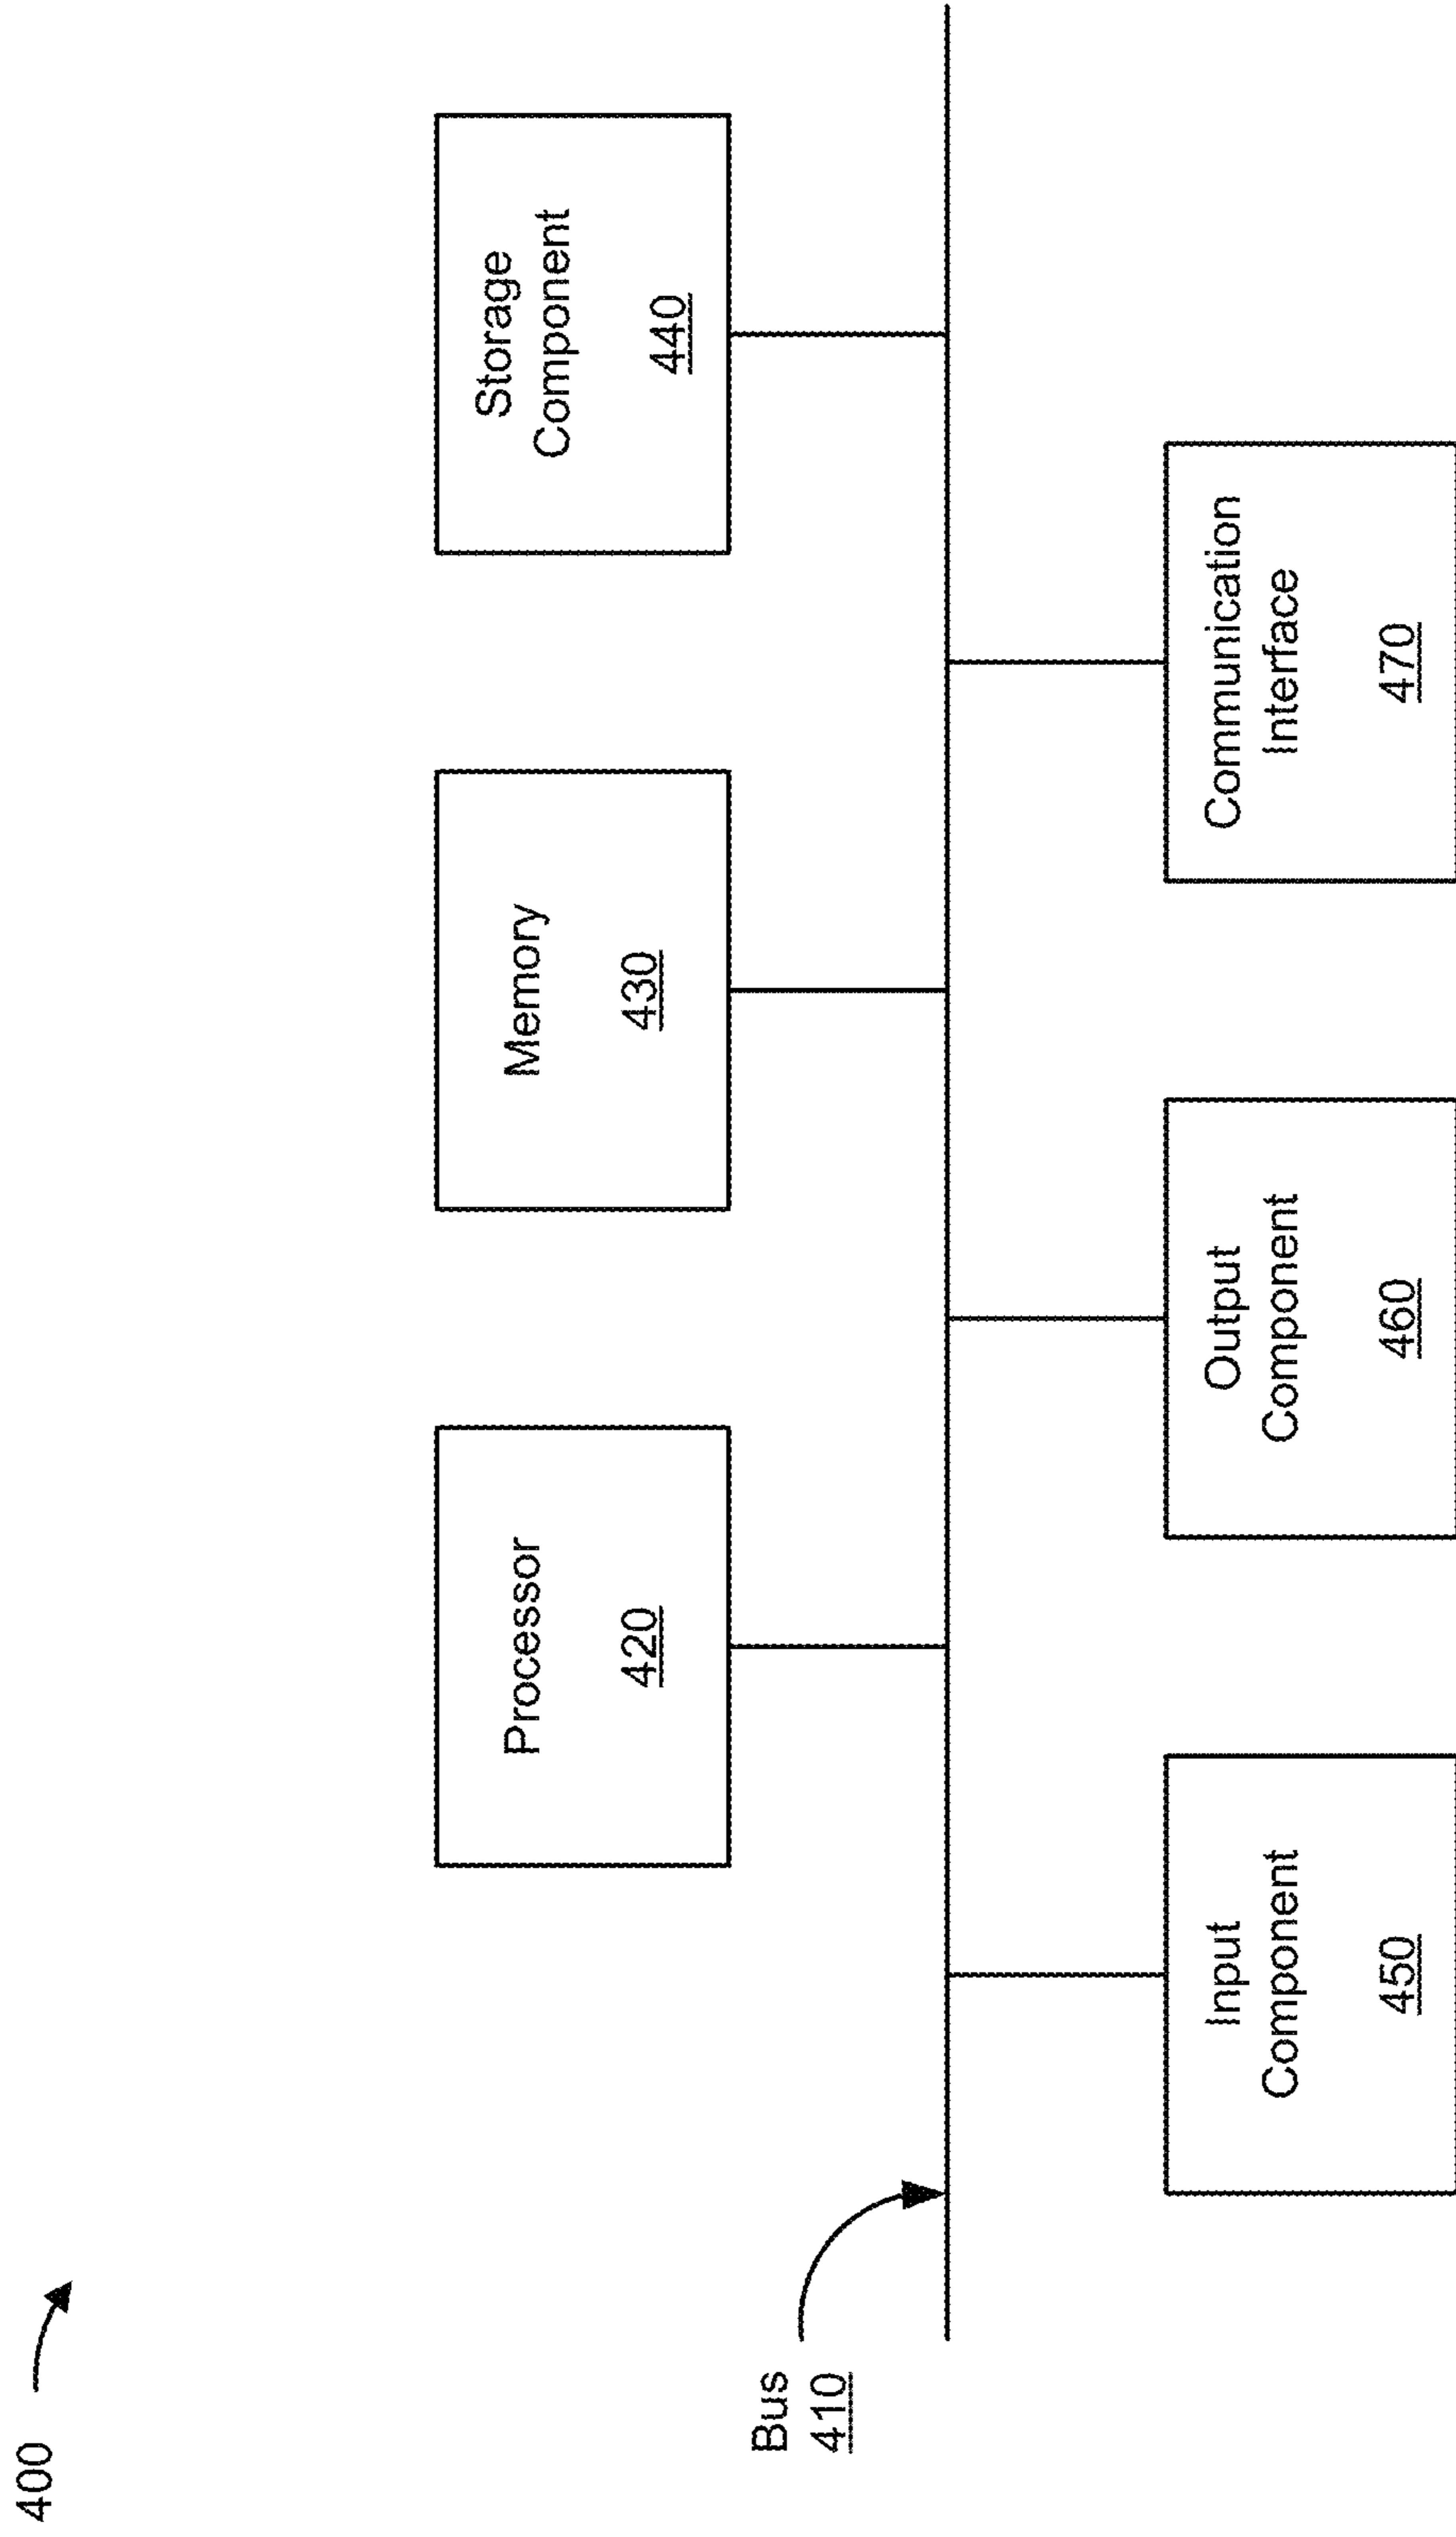 400
Processor
420
Memory
430
Storage
Component
440
Bus
410
Input
Component
450
Output
Component
460
Communication
Interface
470